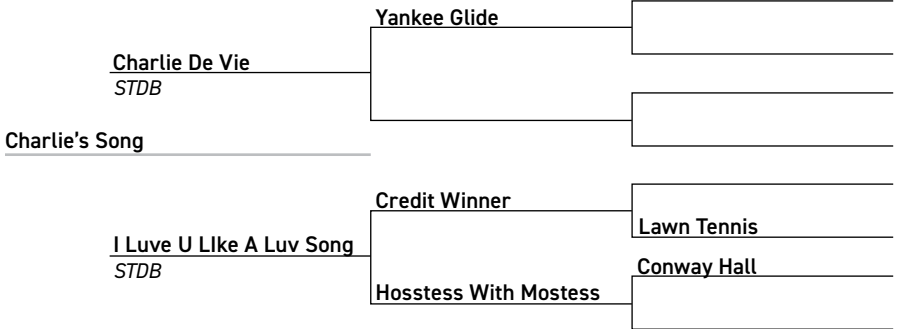 Yankee Glide
Charlie De Vie
STDB
Charlie's Song
Credit Winner
Lawn Tennis
I Luve U LIke A Luv Song
STDB
Conway Hall
Hosstess With Mostess